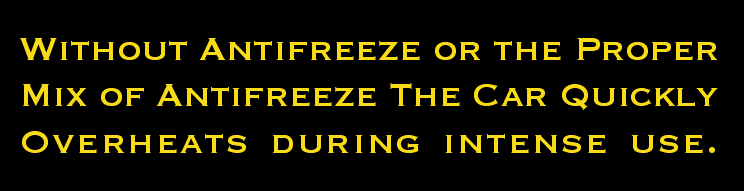 Without Antifreeze or the Proper
Mix of Antifreeze The Car Quickly
Overheats during intense use.